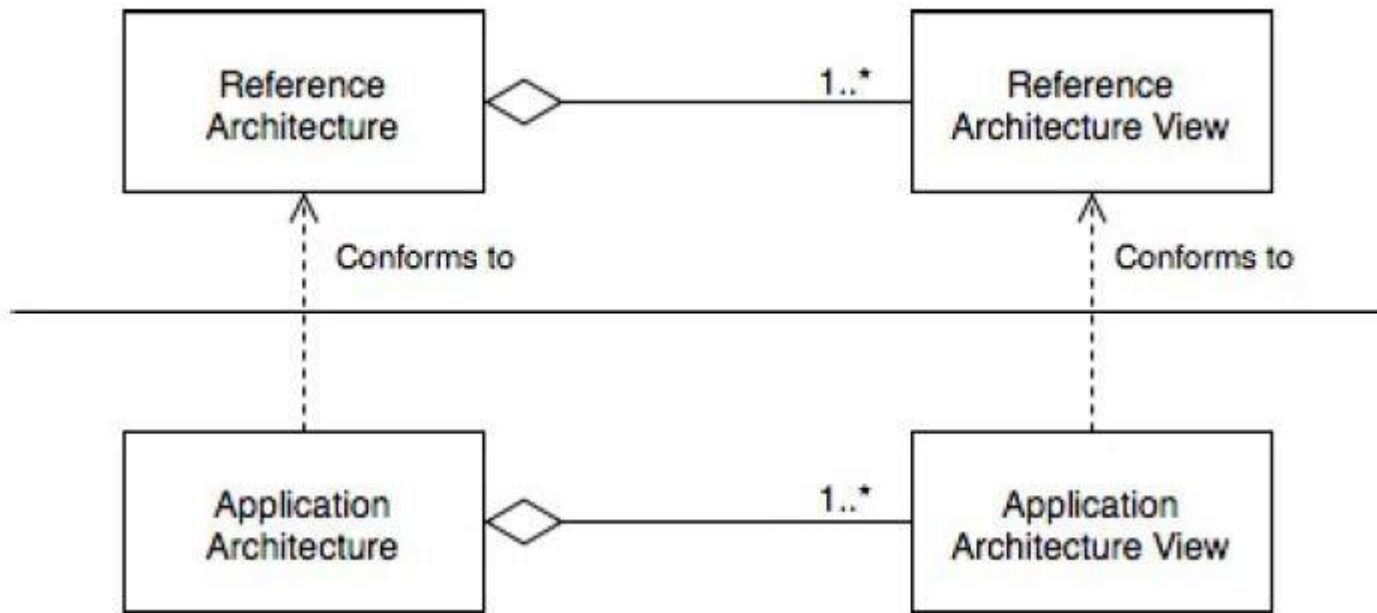 Reference
Architecture
1..*
Reference
Architecture View
Conforms to
Conforms to
Application
Architecture
1..*
Application
Architecture View